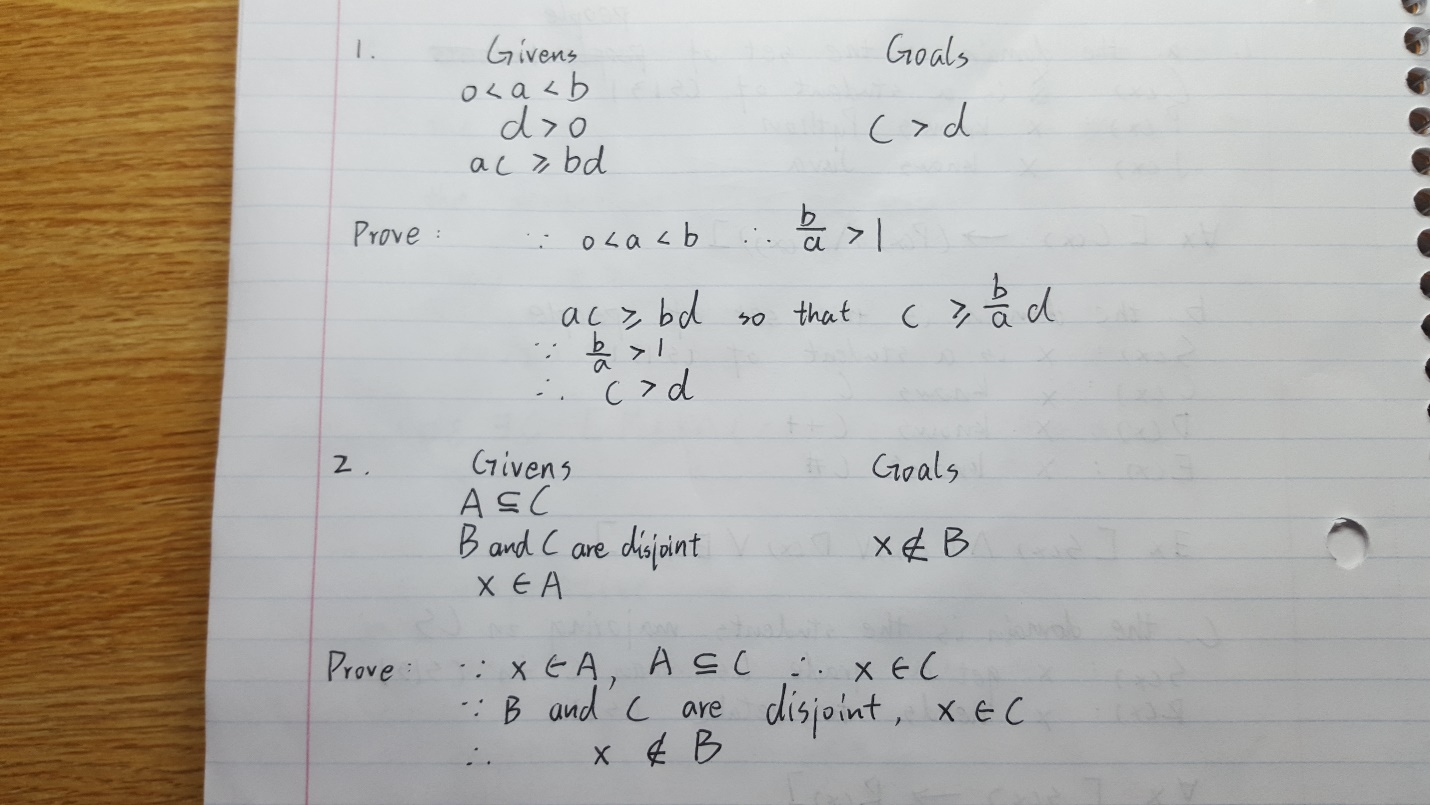 1. Givens Goals
0<a<b
d>0 c>d
ac⩾bd
Prove: ∵ 0<a<b ∴ b/a >1
ac⩾bd so that c⩾ b/a d
∵ b/a >1
∴ c>d
2. Givens Goals
A⊆C
B and C are disjoint x∉B
x∈A
Prove: ∵ x∈A, A⊆C ∴ x∈C
∵ B and C are disjoint, x∈C
∴ x∉B